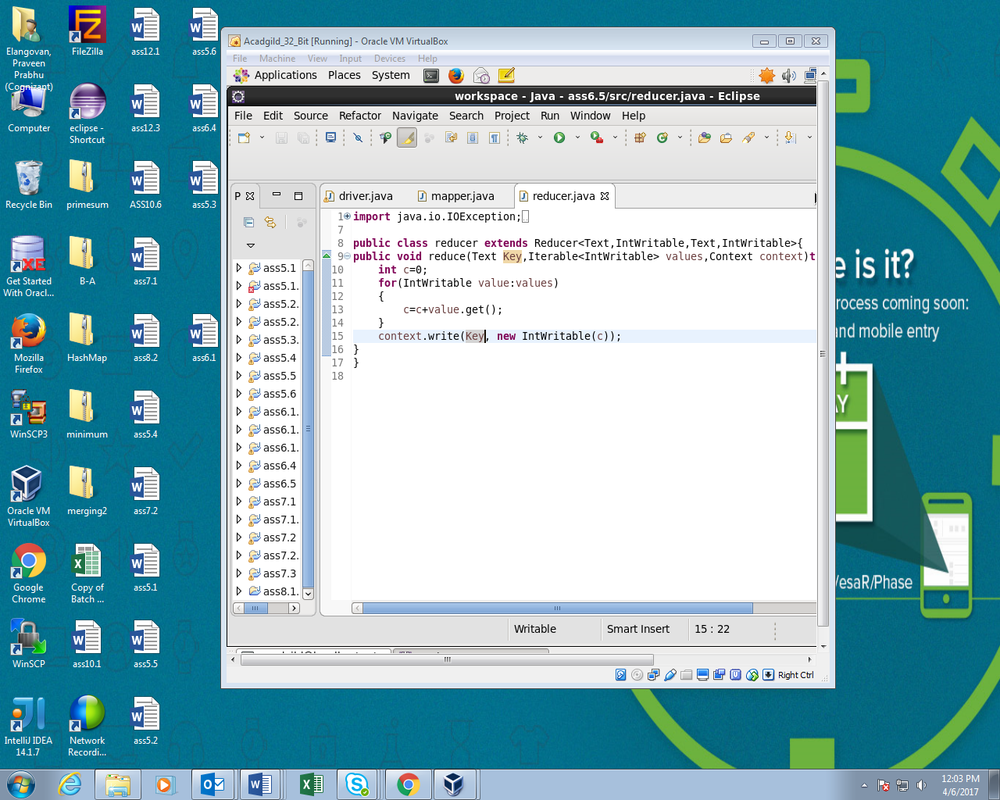 Elangovan,
Praveen
Prabhu
(Cognizant)
FileZilla
ass12.1
ass5.6
Computer
eclipse -
Shortcut
ass12.3
ass6.4
Recycle Bin
primesum
ASS10.6
ass5.3
Get Started
With Oracl...
B-A
ass7.1
Mozilla
Firefox
HashMap
ass8.2
ass6.1
WinSCP3
minimum
ass5.4
Oracle VM
VirtualBox
merging2
ass7.2
Google
Chrome
Copy of
Batch ...
ass5.1
WinSCP
ass10.1
ass5.5
IntelliJ IDEA
14.1.7
Network
Recordi...
ass5.2
Acadgild_32_Bit [Running] - Oracle VM VirtualBox
File Machine View Input Devices Help
Applications Places System
workspace - Java - ass6.5/src/reducer.java - Eclipse
File Edit Source Refactor Navigate Search Project Run Window Help
P
driver.java mapper.java reducer.java
ass5.1
ass5.1.
ass5.2.
ass5.2.
ass5.3.
ass5.4
ass5.5
ass5.6
ass6.1.
ass6.1.
ass6.1.
ass6.4
ass6.5
ass7.1
ass7.1.
ass7.2
ass7.2.
ass7.3
ass8.1.
1 import java.io.IOException;
7
8 public class reducer extends Reducer<Text,IntWritable,Text,IntWritable>{
9 public void reduce(Text Key,Iterable<IntWritable> values,Context context)t
10 int c=0;
11 for(IntWritable value:values)
12 {
13 c=c+value.get();
14 }
15 context.write(Key, new IntWritable(c));
16 }
17 }
18
Writable Smart Insert 15 : 22
Right Ctrl
e is it?
process coming soon:
and mobile entry
AY
/esaR/Phase
12:03 PM
4/6/2017